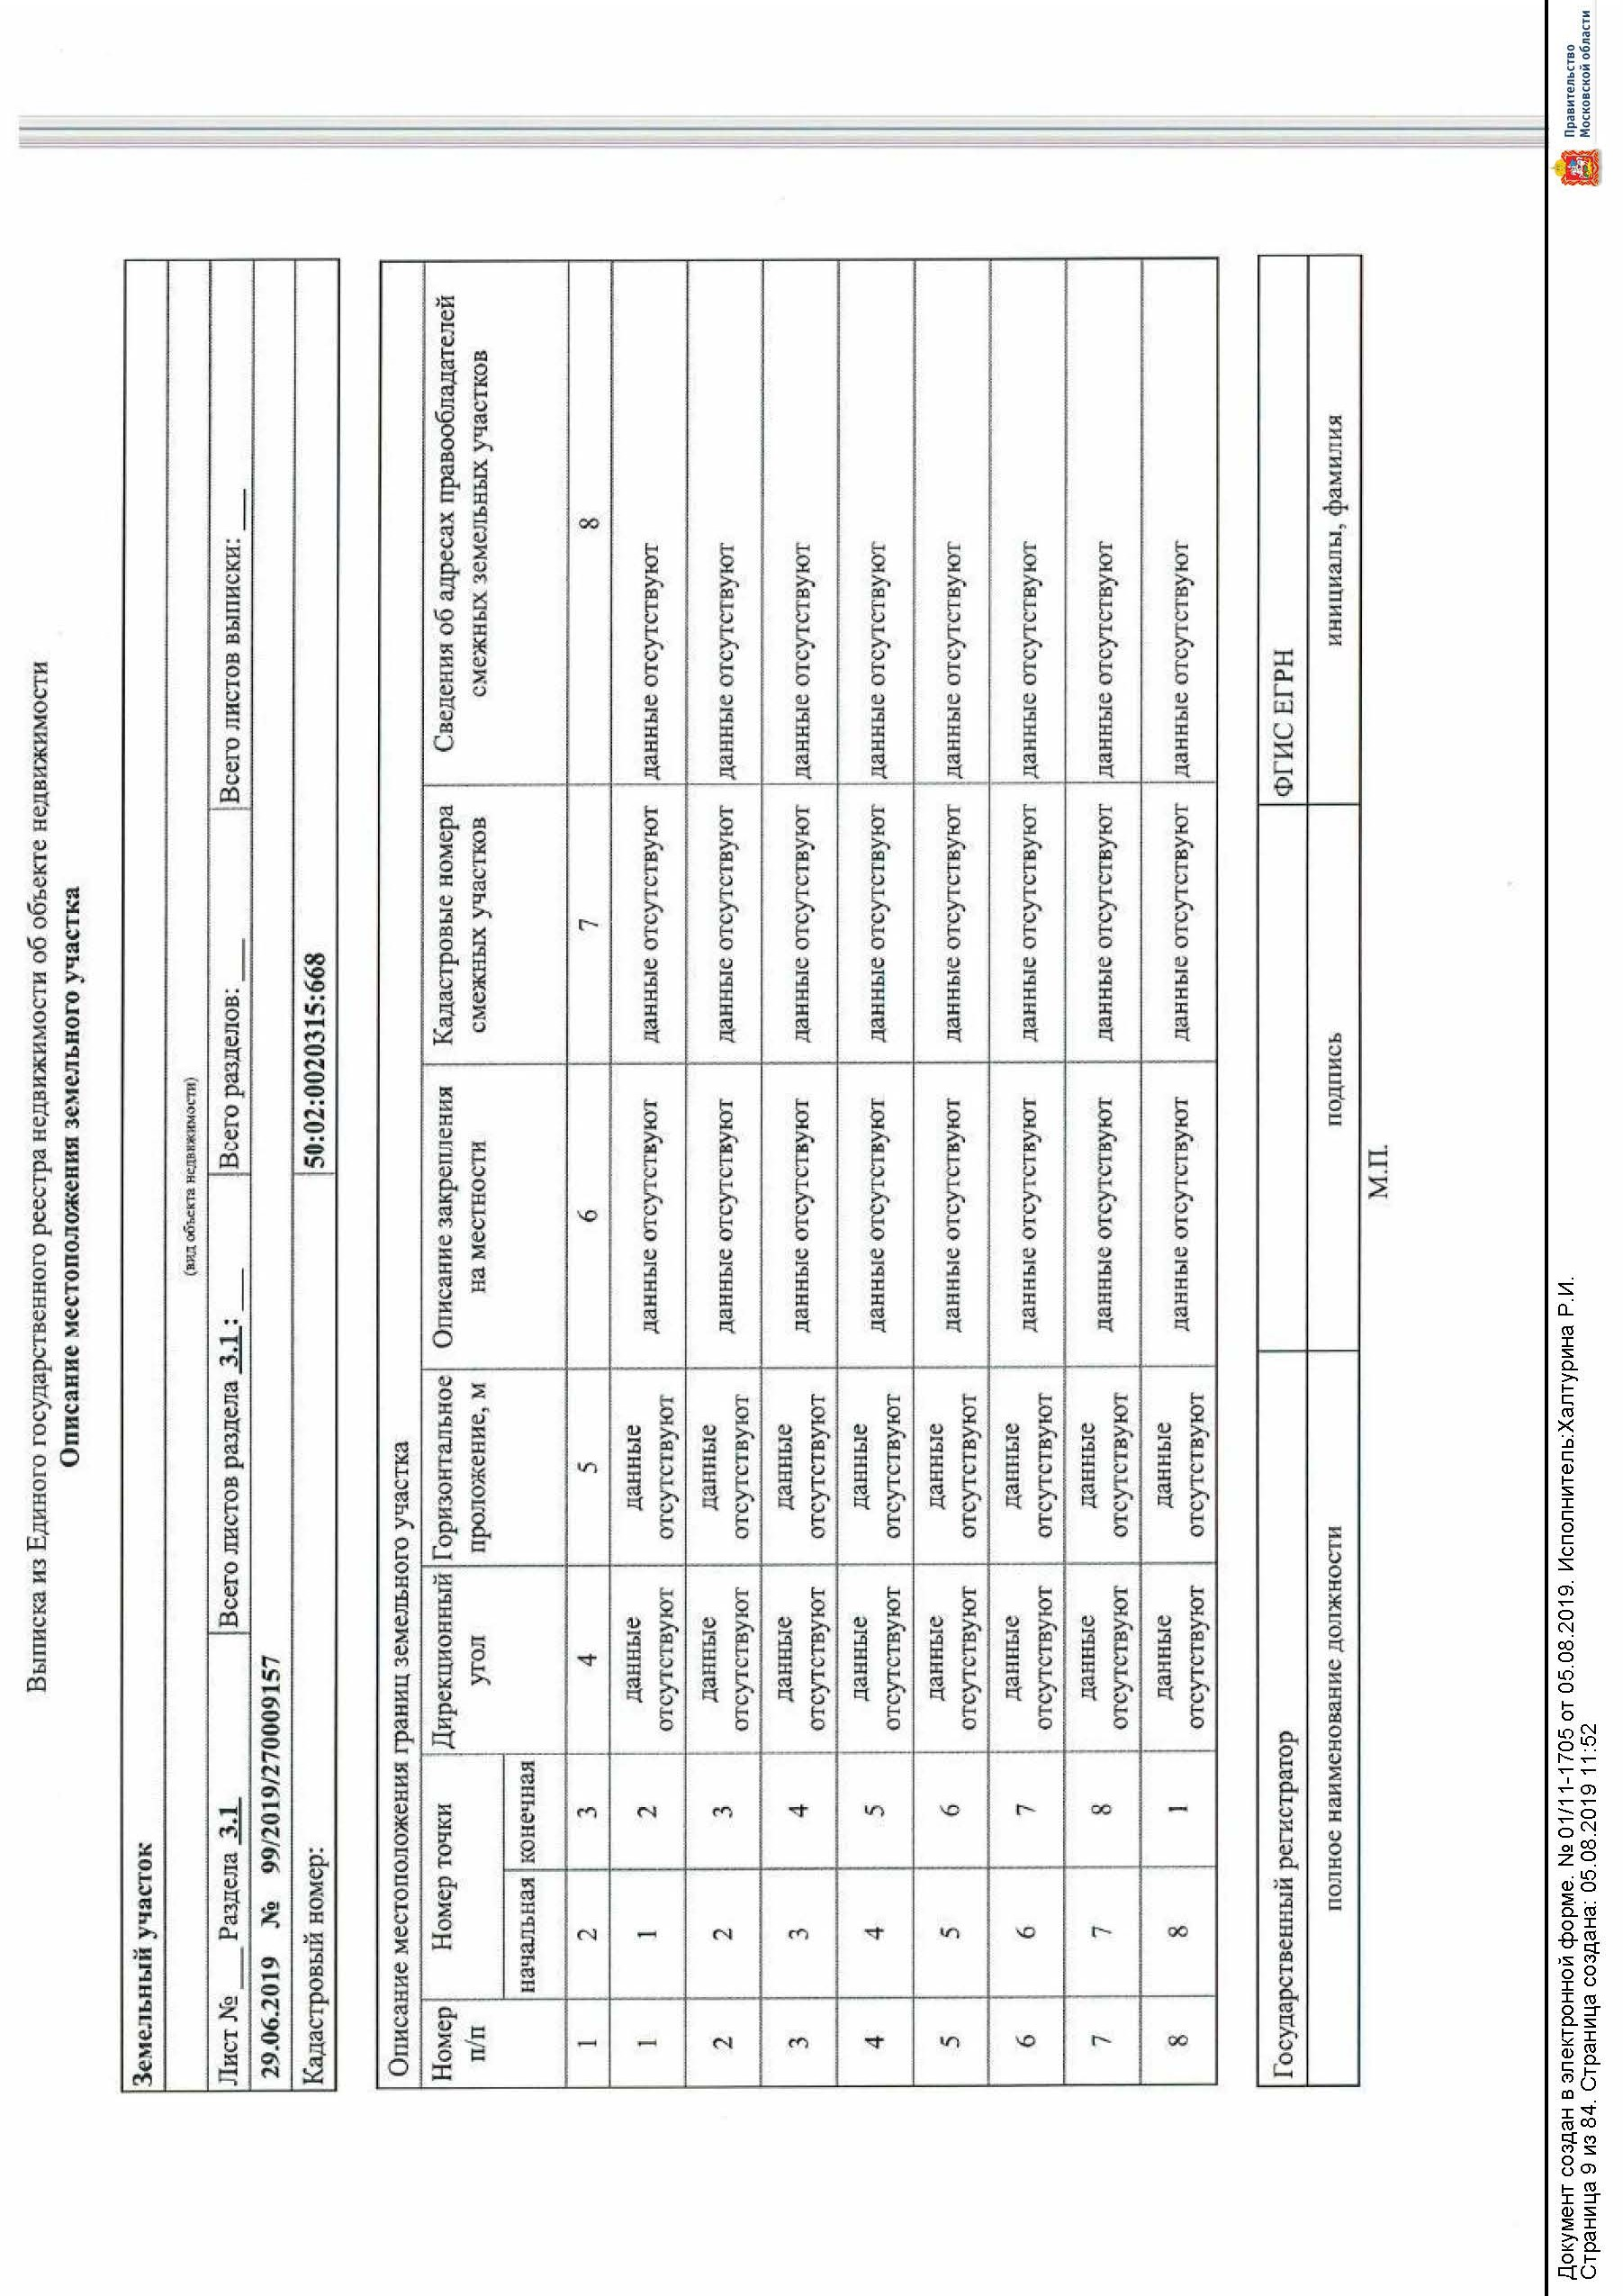 Выписка из Единого государственного реестра недвижимости об объекте недвижимости
Описание местоположения земельного участка
Земельный участок
(вид объекта недвижимости)
Лист № ___ Раздела 3.1 Всего листов раздела 3.1 : ___ Всего разделов: ___ Всего листов выписки: ___
29.06.2019 № 99/2019/270009157
Кадастровый номер: 50:02:0020315:668
Описание местоположения границ земельного участка
Номер п/п Номер точки Дирекционный угол Горизонтальное проложение, м Описание закрепления на местности Кадастровые номера смежных участков Сведения об адресах правообладателей смежных земельных участков
начальная конечная
1 2 3 4 5 6 7 8
1 1 2 данные отсутствуют данные отсутствуют данные отсутствуют данные отсутствуют данные отсутствуют
2 2 3 данные отсутствуют данные отсутствуют данные отсутствуют данные отсутствуют данные отсутствуют
3 3 4 данные отсутствуют данные отсутствуют данные отсутствуют данные отсутствуют данные отсутствуют
4 4 5 данные отсутствуют данные отсутствуют данные отсутствуют данные отсутствуют данные отсутствуют
5 5 6 данные отсутствуют данные отсутствуют данные отсутствуют данные отсутствуют данные отсутствуют
6 6 7 данные отсутствуют данные отсутствуют данные отсутствуют данные отсутствуют данные отсутствуют
7 7 8 данные отсутствуют данные отсутствуют данные отсутствуют данные отсутствуют данные отсутствуют
8 8 1 данные отсутствуют данные отсутствуют данные отсутствуют данные отсутствуют данные отсутствуют
Государственный регистратор ФГИС ЕГРН
полное наименование должности подпись инициалы, фамилия
М.П.
Документ создан в электронной форме. № 01/11-1705 от 05.08.2019. Исполнитель:Халтурина Р.И.
Страница 9 из 84. Страница создана: 05.08.2019 11:52
Правительство
Московской области